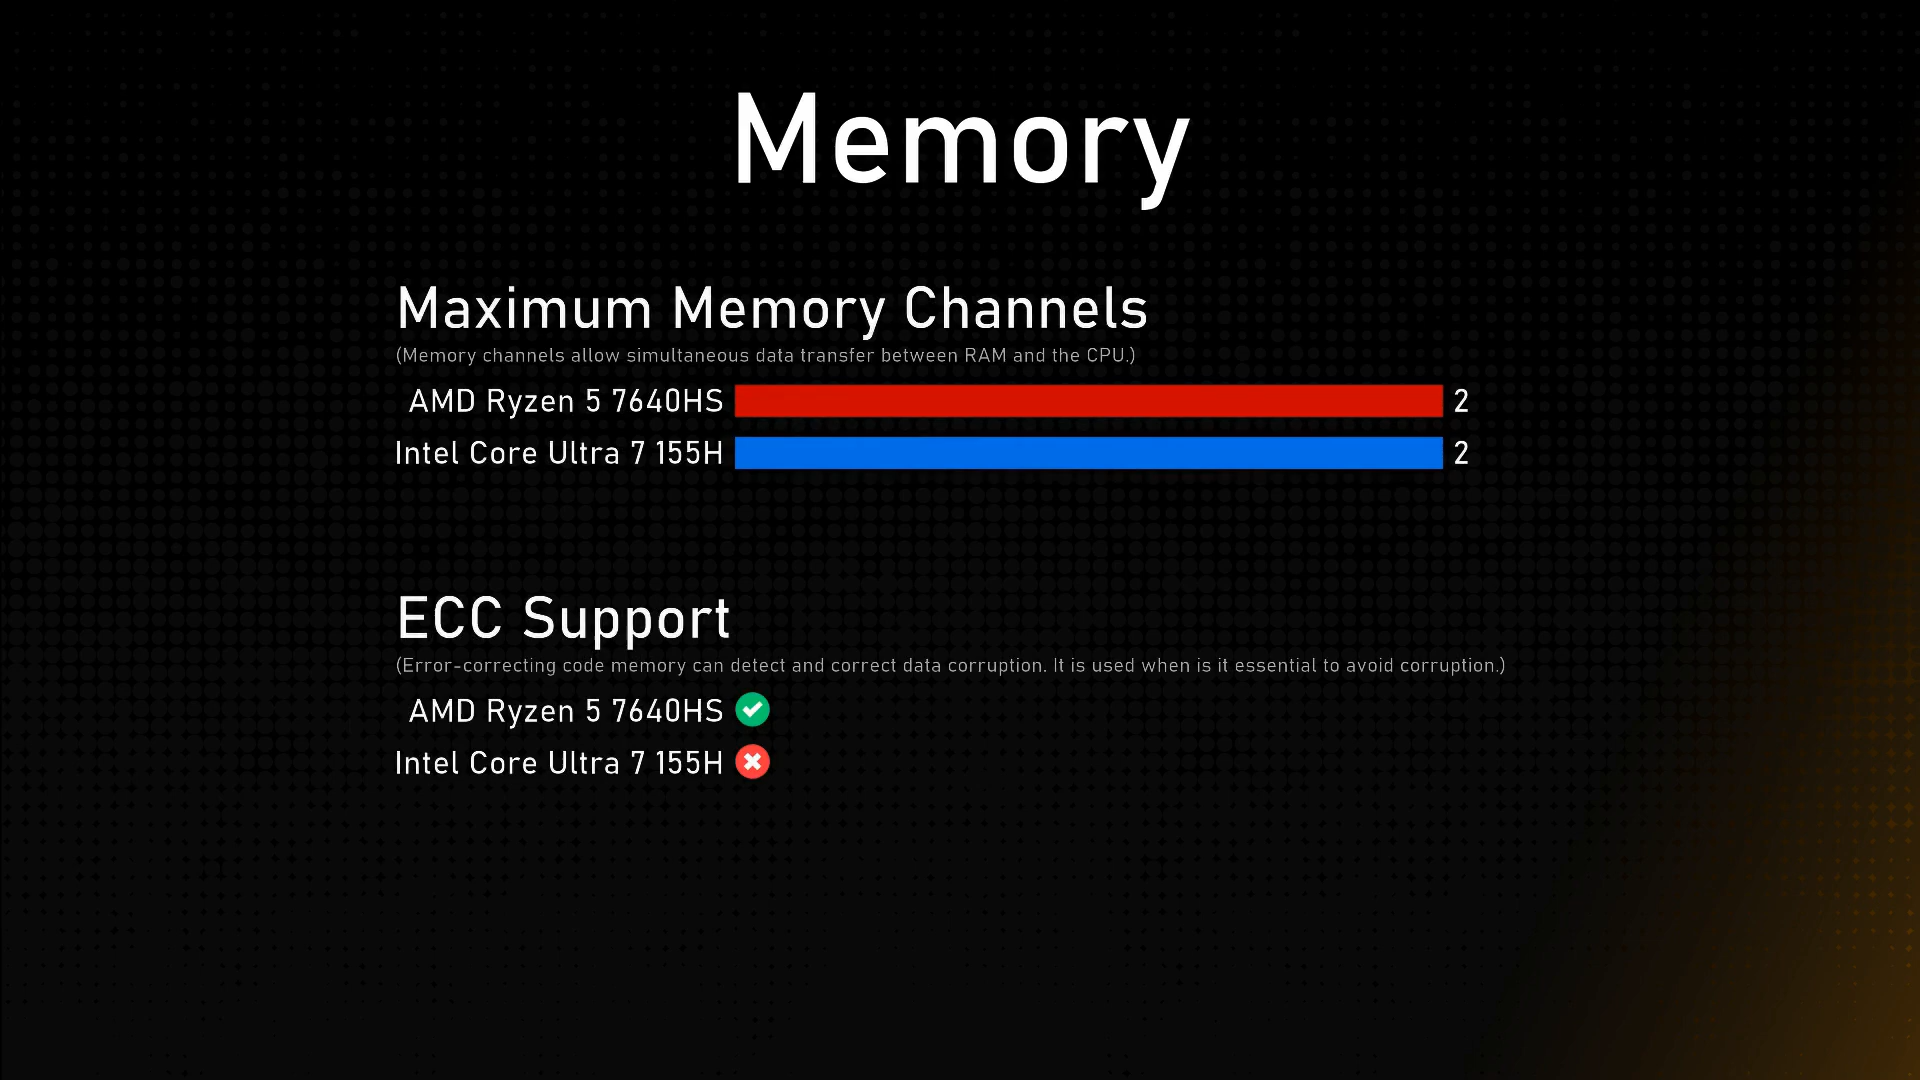 Memory
Maximum Memory Channels
(Memory channels allow simultaneous data transfer between RAM and the CPU.)
AMD Ryzen 5 7640HS 2
Intel Core Ultra 7 155H 2
ECC Support
(Error-correcting code memory can detect and correct data corruption. It is used when is it essential to avoid corruption.)
AMD Ryzen 5 7640HS
Intel Core Ultra 7 155H